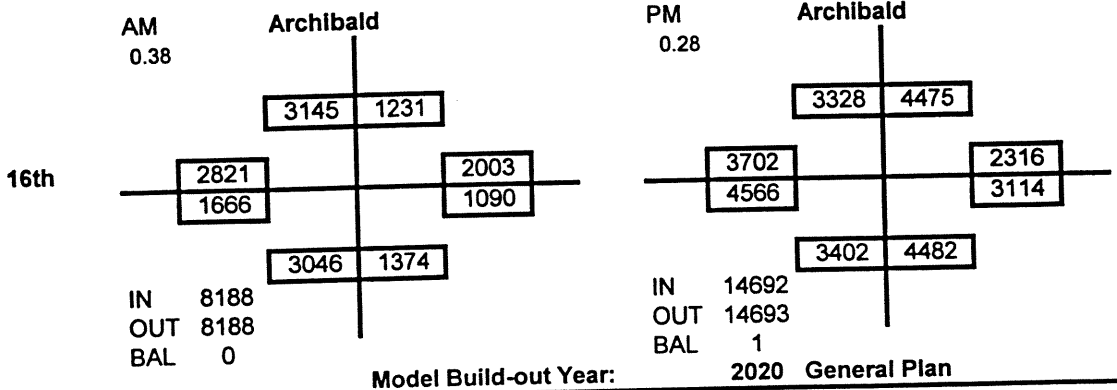 AM Archibald PM Archibald
0.38 0.28
3145 1231 3328 4475
2821 2003 3702 2316
16th
1666 1090 4566 3114
3046 1374 3402 4482
IN 8188 IN 14692
OUT 8188 OUT 14693
BAL 0 BAL 1
Model Build-out Year: 2020 General Plan